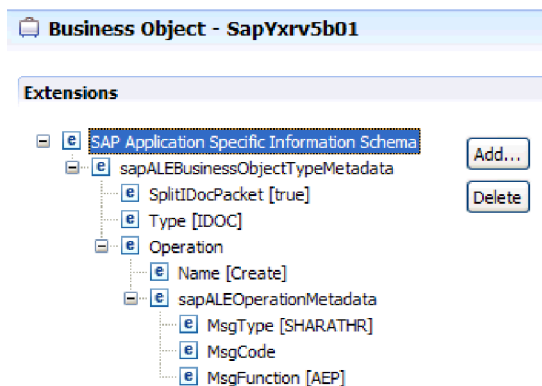 Business Object - SapYxrv5b01
Extensions
SAP Application Specific Information Schema
Add...
sapALEBusinessObjectTypeMetadata
SplitIDocPacket [true]
Delete
Type [IDOC]
Operation
Name [Create]
sapALEOperationMetadata
MsgType [SHARATHR]
MsgCode
MsgFunction [AEP]